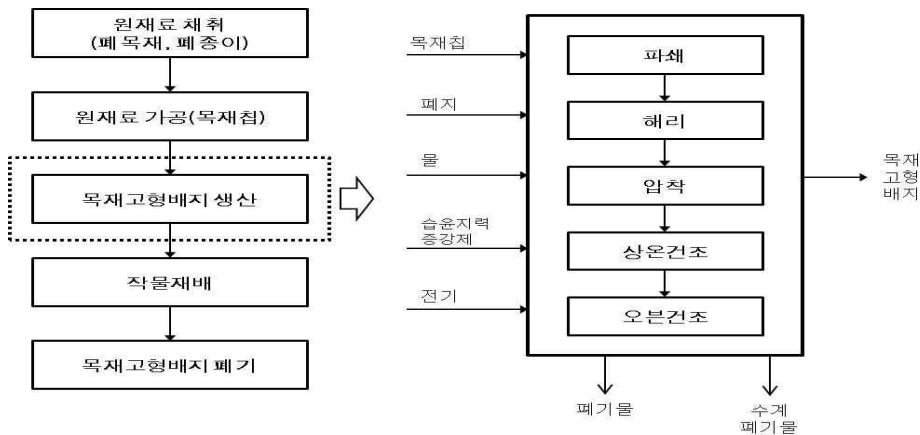 원재료 채취
(폐목재, 폐종이)
원재료 가공(목재칩)
목재고형배지 생산
작물재배
목재고형배지 폐기
목재칩
폐지
물
습윤지력
증강제
전기
파쇄
해리
압착
상온건조
오븐건조
목재
고형
배지
폐기물
수계
폐기물